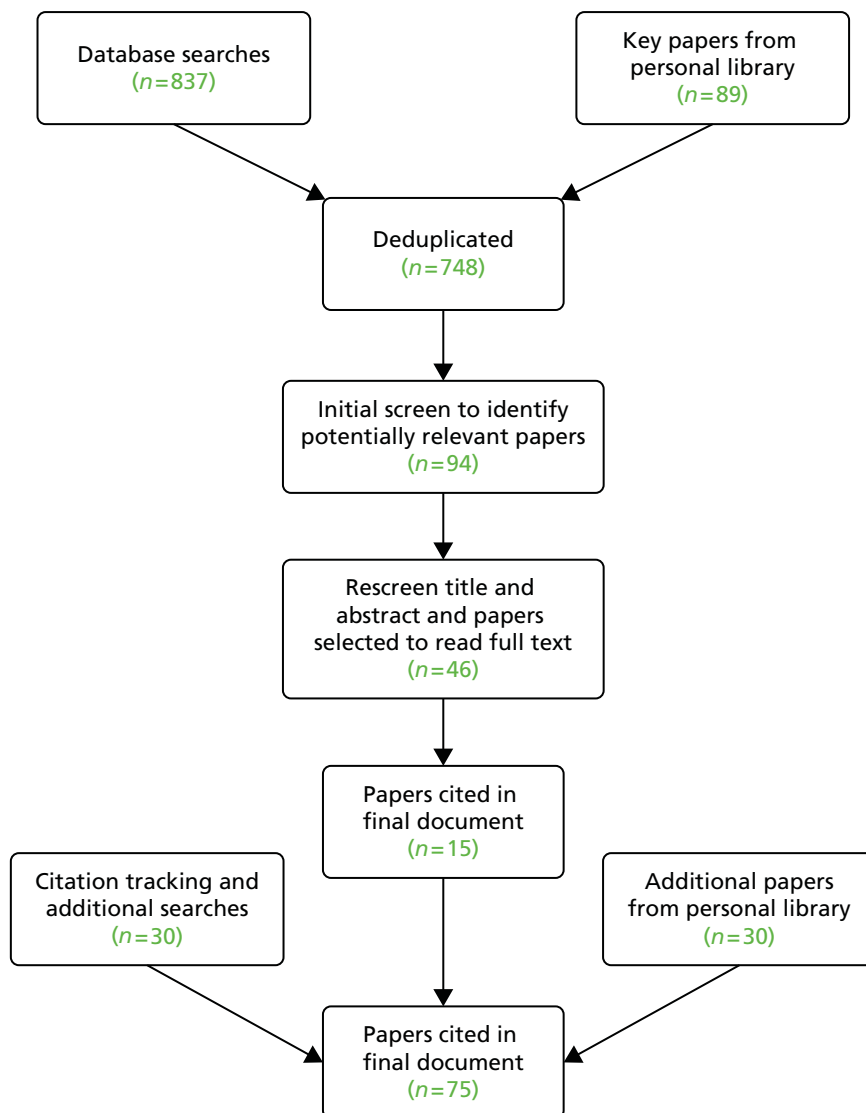 Database searches
(n=837)
Key papers from
personal library
(n=89)
Deduplicated
(n=748)
Initial screen to identify
potentially relevant papers
(n=94)
Rescreen title and
abstract and papers
selected to read full text
(n=46)
Papers cited in
final document
(n=15)
Citation tracking and
additional searches
(n=30)
Additional papers
from personal library
(n=30)
Papers cited in
final document
(n=75)